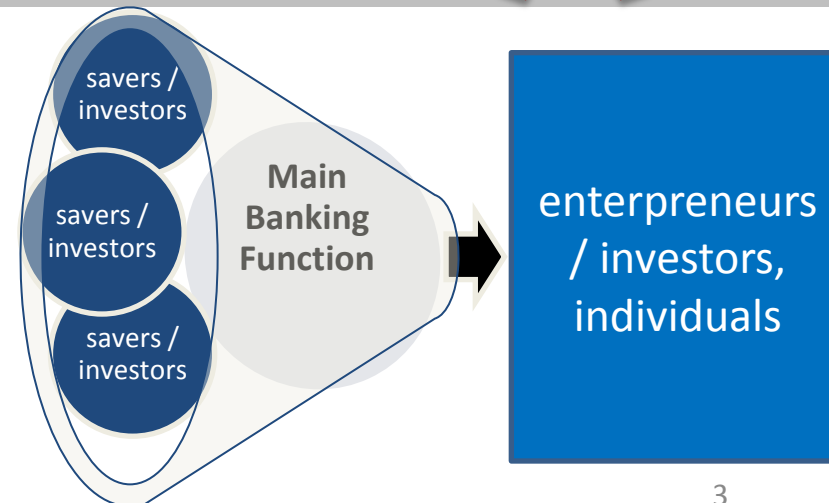 savers /
investors
savers /
investors
savers /
investors
Main
Banking
Function
enterpreneurs
/ investors,
individuals
3